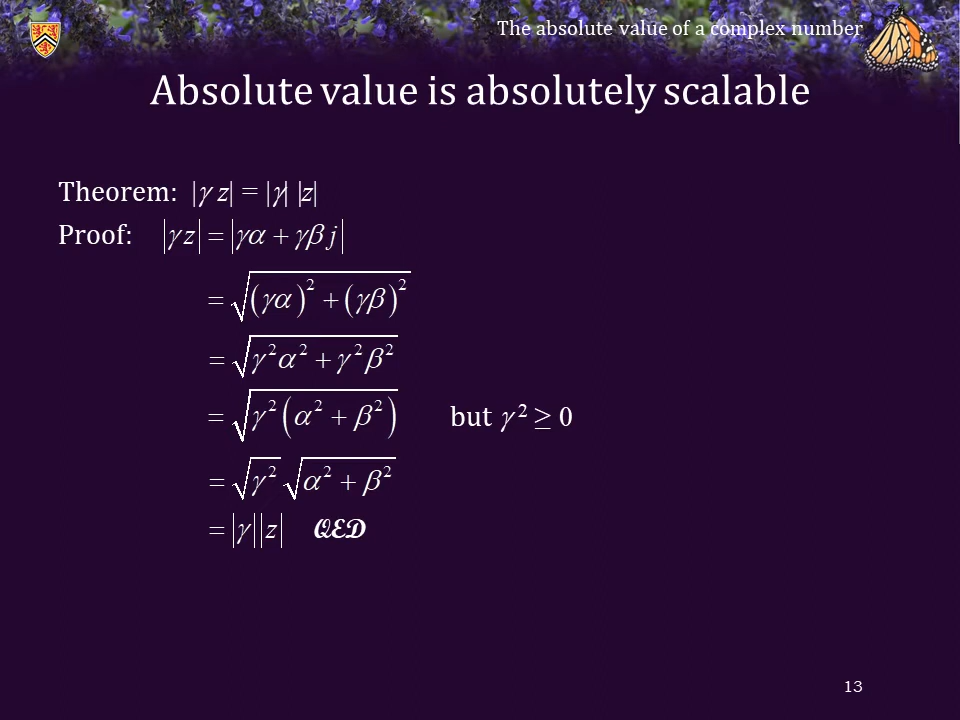 The absolute value of a complex number
Absolute value is absolutely scalable
Theorem: |γ z| = |γ| |z|
Proof: |γ z| = |γα + γβ j|
= √((γα)² + (γβ)²)
= √(γ²α² + γ²β²)
= √(γ²(α² + β²)) but γ² ≥ 0
= √(γ²) √(α² + β²)
= |γ||z| QED
13